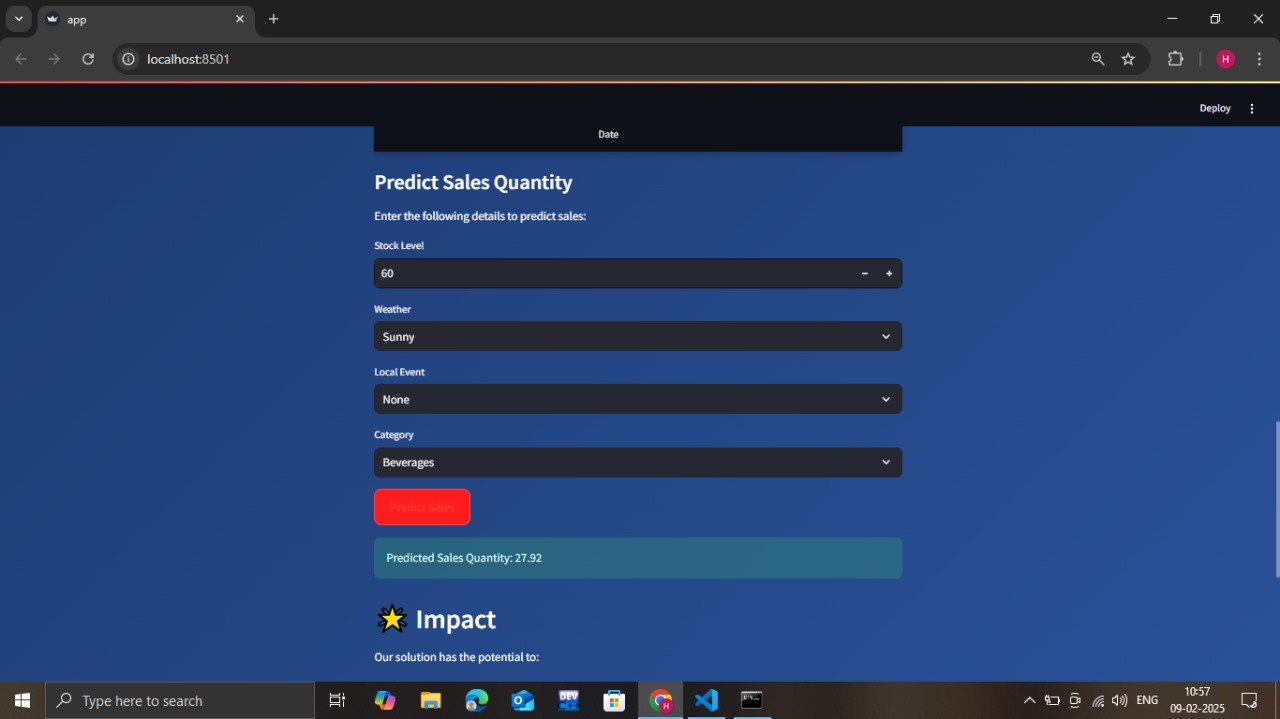 app
localhost:8501
H
Deploy
Date
Predict Sales Quantity
Enter the following details to predict sales:
Stock Level
60
Weather
Sunny
Local Event
None
Category
Beverages
Predict Sales
Predicted Sales Quantity: 27.92
Impact
Our solution has the potential to:
Type here to search
DEV
H
ENG
10:57
09-02-2025